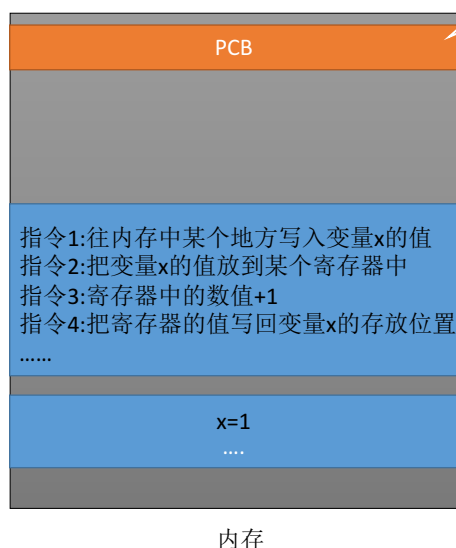 PCB
指令1:往内存中某个地方写入变量x的值
指令2:把变量x的值放到某个寄存器中
指令3:寄存器中的数值+1
指令4:把寄存器的值写回变量x的存放位置
……
x=1
….
内存